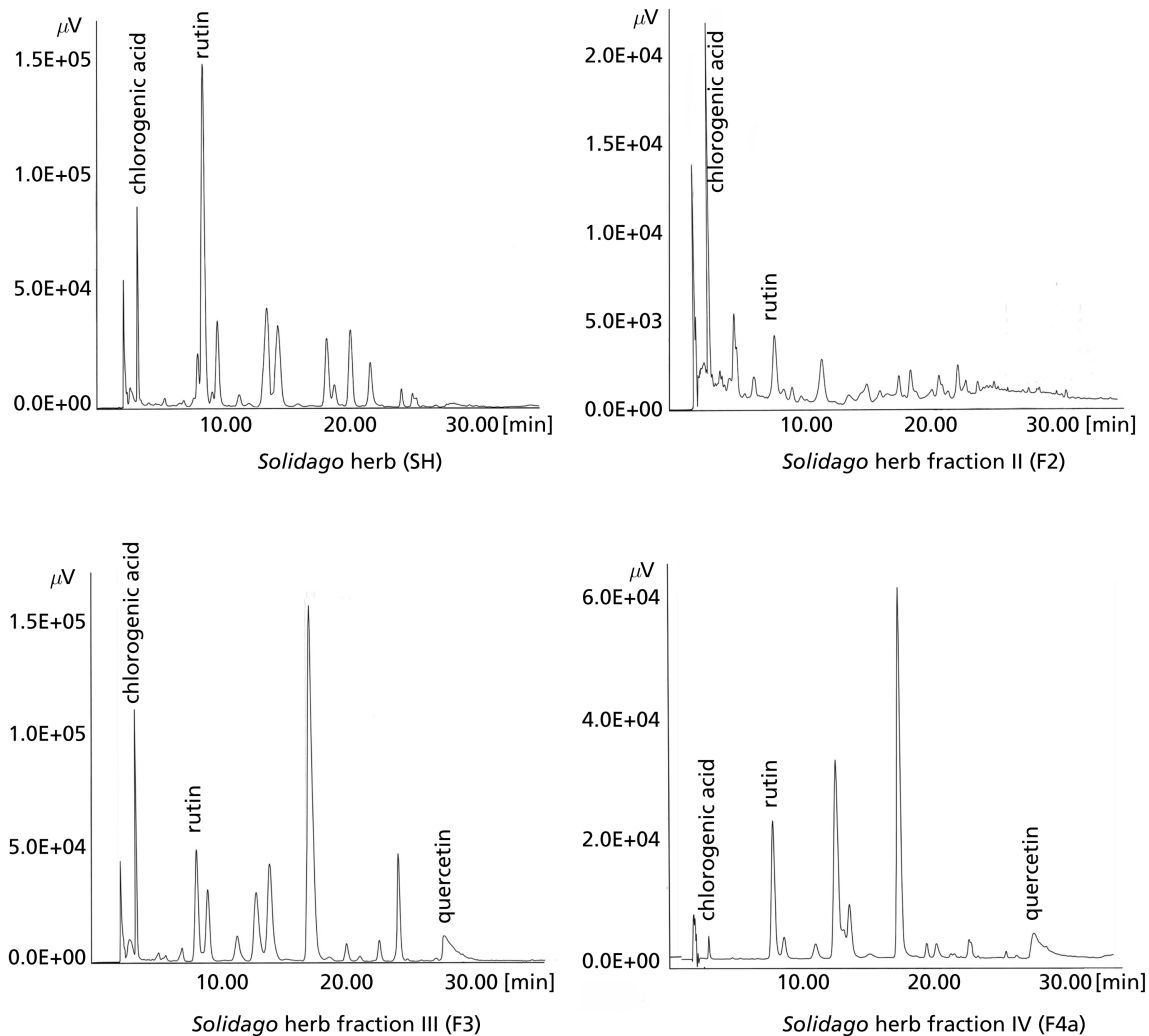 μV
1.5E+05
1.0E+05
5.0E+04
0.0E+00
chlorogenic acid
rutin
10.00 20.00 30.00 [min]
Solidago herb (SH)
μV
2.0E+04
1.5E+04
1.0E+04
5.0E+03
0.0E+00
chlorogenic acid
rutin
10.00 20.00 30.00 [min]
Solidago herb fraction II (F2)
μV
1.5E+05
1.0E+05
5.0E+04
0.0E+00
chlorogenic acid
rutin
quercetin
10.00 20.00 30.00 [min]
Solidago herb fraction III (F3)
μV
6.0E+04
4.0E+04
2.0E+04
0.0E+00
chlorogenic acid
rutin
quercetin
10.00 20.00 30.00 [min]
Solidago herb fraction IV (F4a)